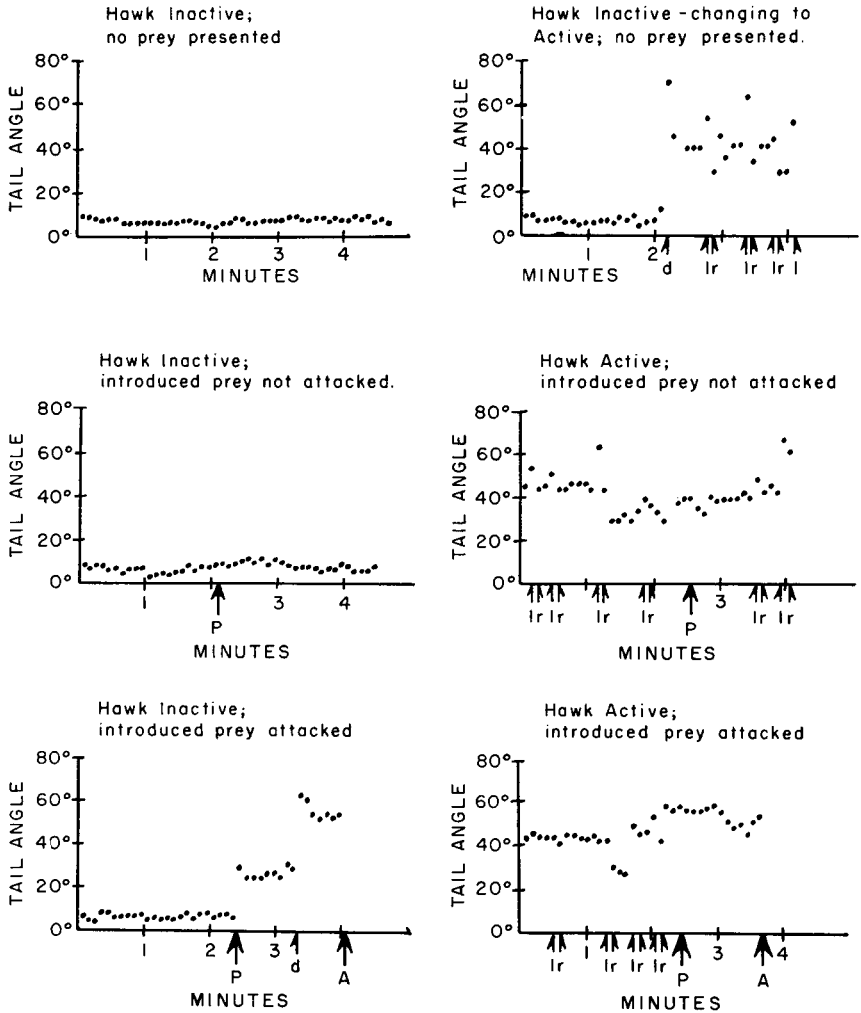 Hawk Inactive;
no prey presented
80°
60°
40°
20°
0°
TAIL ANGLE
1 2 3 4
MINUTES
Hawk Inactive - changing to
Active; no prey presented.
80°
60°
40°
20°
0°
TAIL ANGLE
1 2
d lr lr lr l
MINUTES
Hawk Inactive;
introduced prey not attacked.
80°
60°
40°
20°
0°
TAIL ANGLE
1 2 3 4
P
MINUTES
Hawk Active;
introduced prey not attacked
80°
60°
40°
20°
0°
TAIL ANGLE
3
lr lr lr lr P lr lr
MINUTES
Hawk Inactive;
introduced prey attacked
80°
60°
40°
20°
0°
TAIL ANGLE
1 2 3
P d A
MINUTES
Hawk Active;
introduced prey attacked
80°
60°
40°
20°
0°
TAIL ANGLE
1 3 4
lr lr lr lr P A
MINUTES